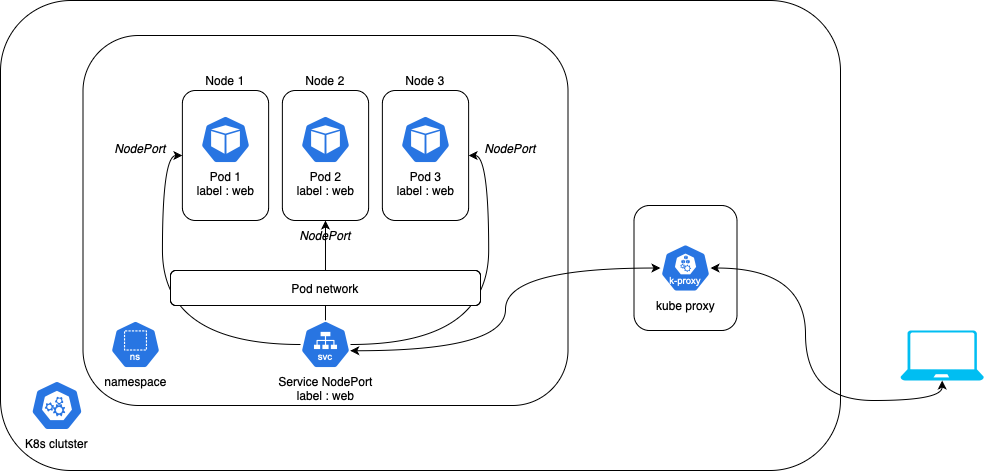 Node 1
Node 2
Node 3
NodePort
NodePort
Pod 1
label : web
Pod 2
label : web
Pod 3
label : web
NodePort
Pod network
k-proxy
kube proxy
svc
Service NodePort
label : web
ns
namespace
K8s clutster